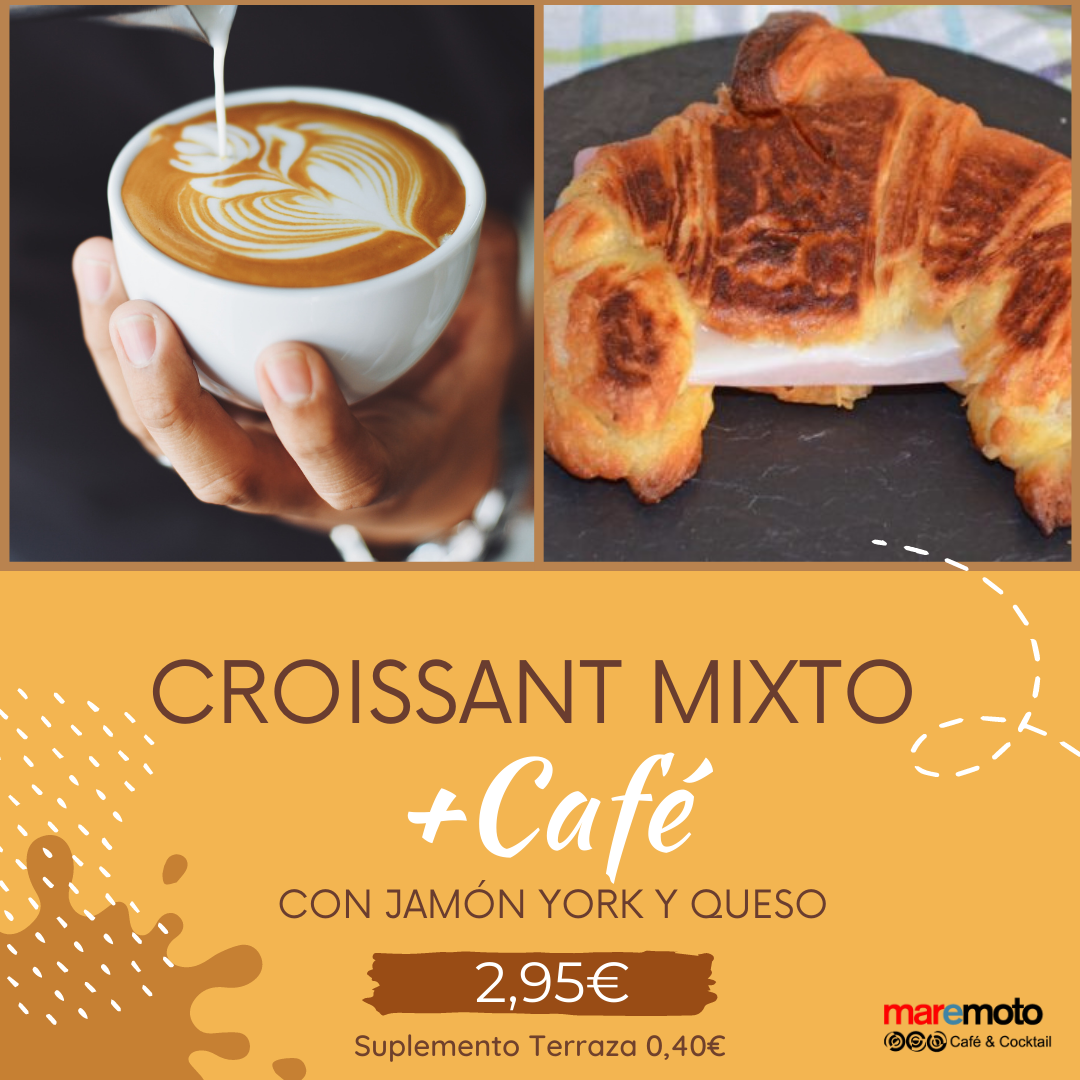 CROISSANT MIXTO
+Café
CON JAMÓN YORK Y QUESO
2,95€
Suplemento Terraza 0,40€
maremoto
Café & Cocktail